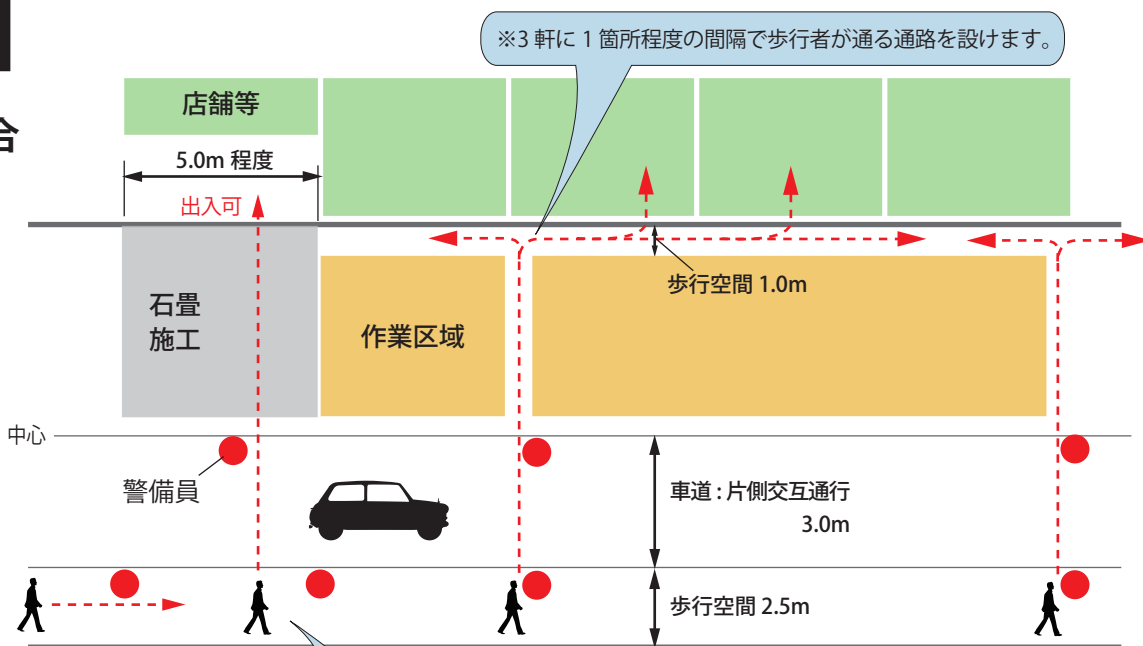 合
※3 軒に 1 箇所程度の間隔で歩行者が通る通路を設けます。
店舗等
5.0m 程度
出入可
歩行空間 1.0m
石畳
施工
作業区域
中心
警備員
車道 : 片側交互通行
3.0m
歩行空間 2.5m